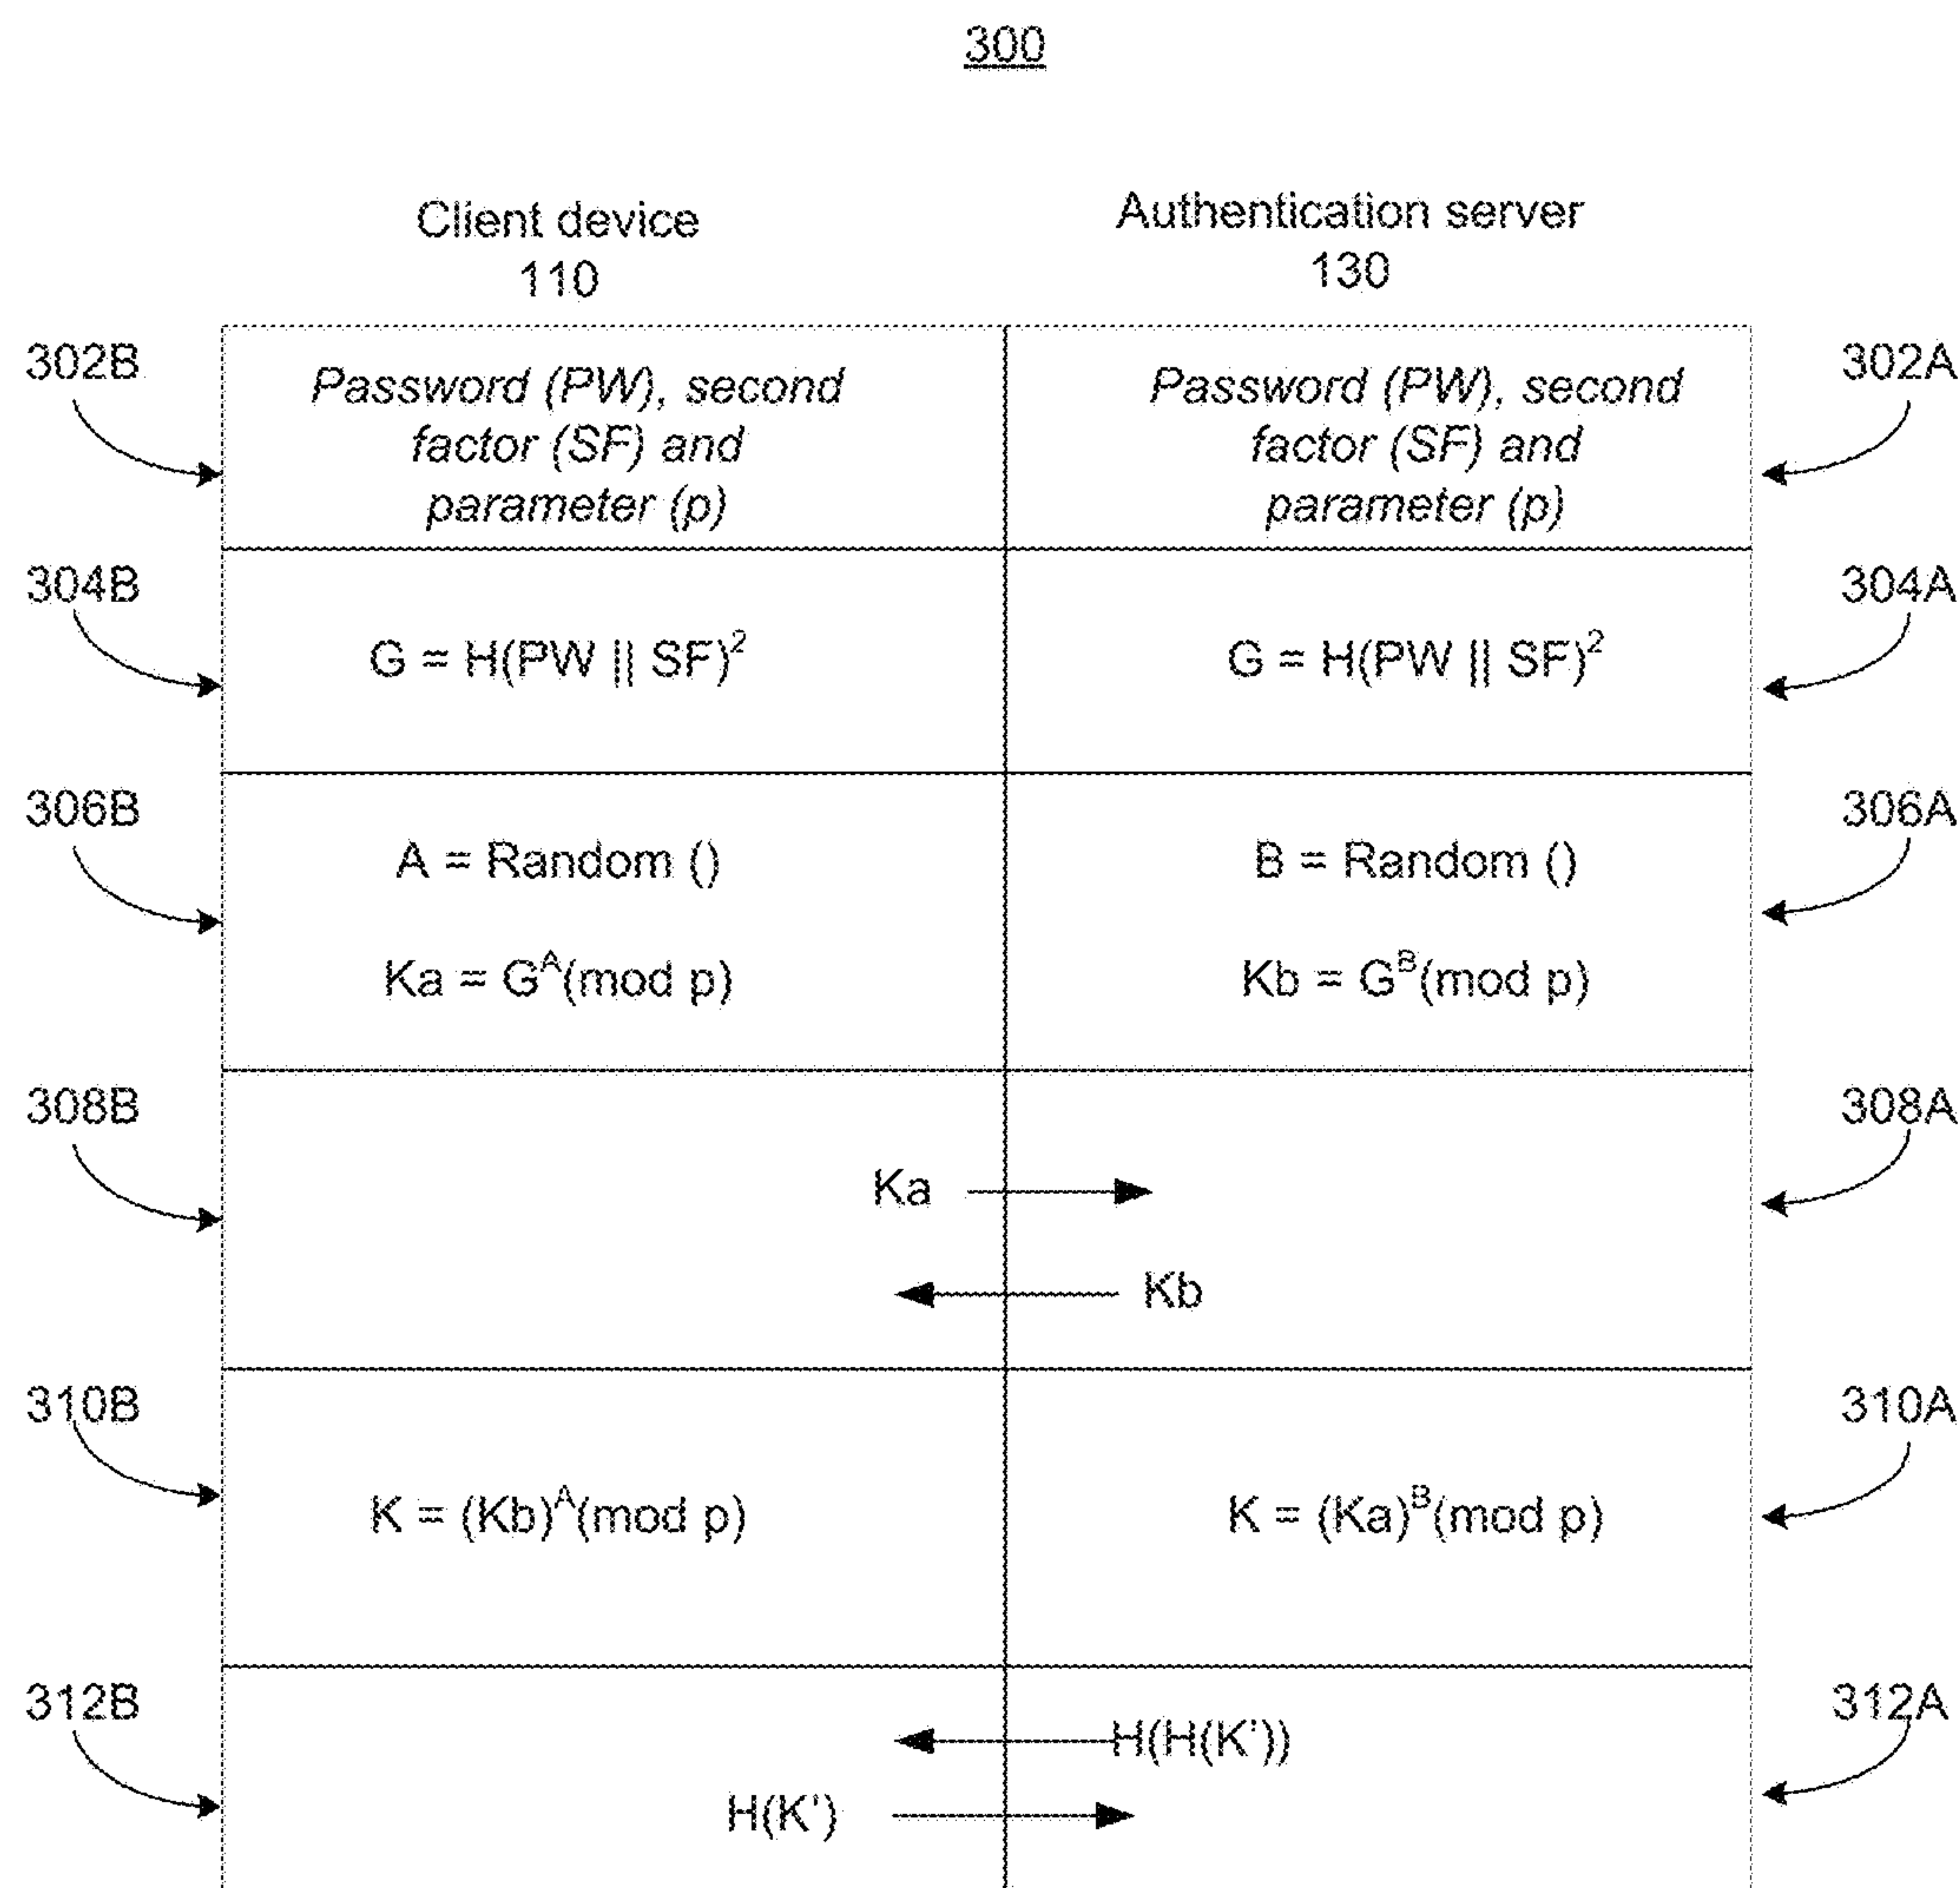 300
Client device
110
Authentication server
130
302B
Password (PW), second
factor (SF) and
parameter (p)
Password (PW), second
factor (SF) and
parameter (p)
302A
304B
G = H(PW || SF)²
G = H(PW || SF)²
304A
306B
A = Random ()
Ka = G^A(mod p)
B = Random ()
Kb = G^B(mod p)
306A
308B
Ka
Kb
308A
310B
K = (Kb)^A(mod p)
K = (Ka)^B(mod p)
310A
312B
H(H(K'))
H(K')
312A